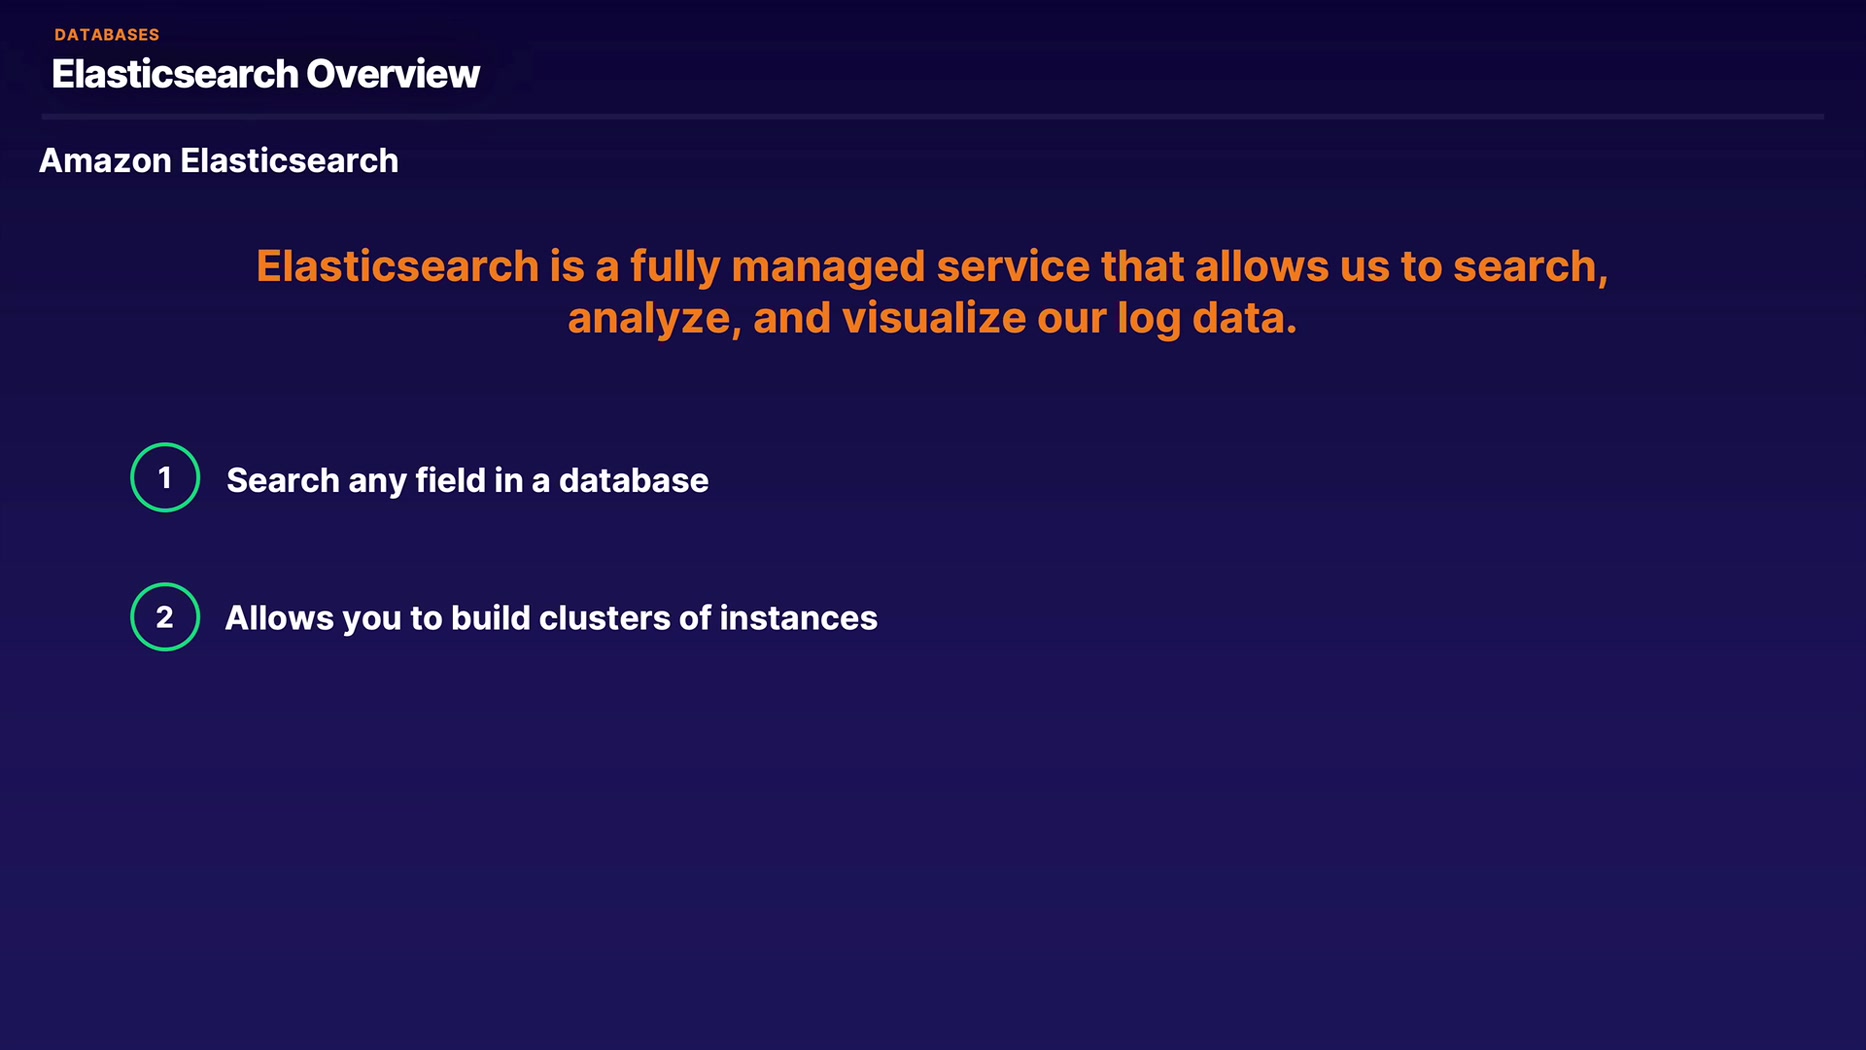 DATABASES
Elasticsearch Overview
Amazon Elasticsearch
Elasticsearch is a fully managed service that allows us to search,
analyze, and visualize our log data.
1 Search any field in a database
2 Allows you to build clusters of instances